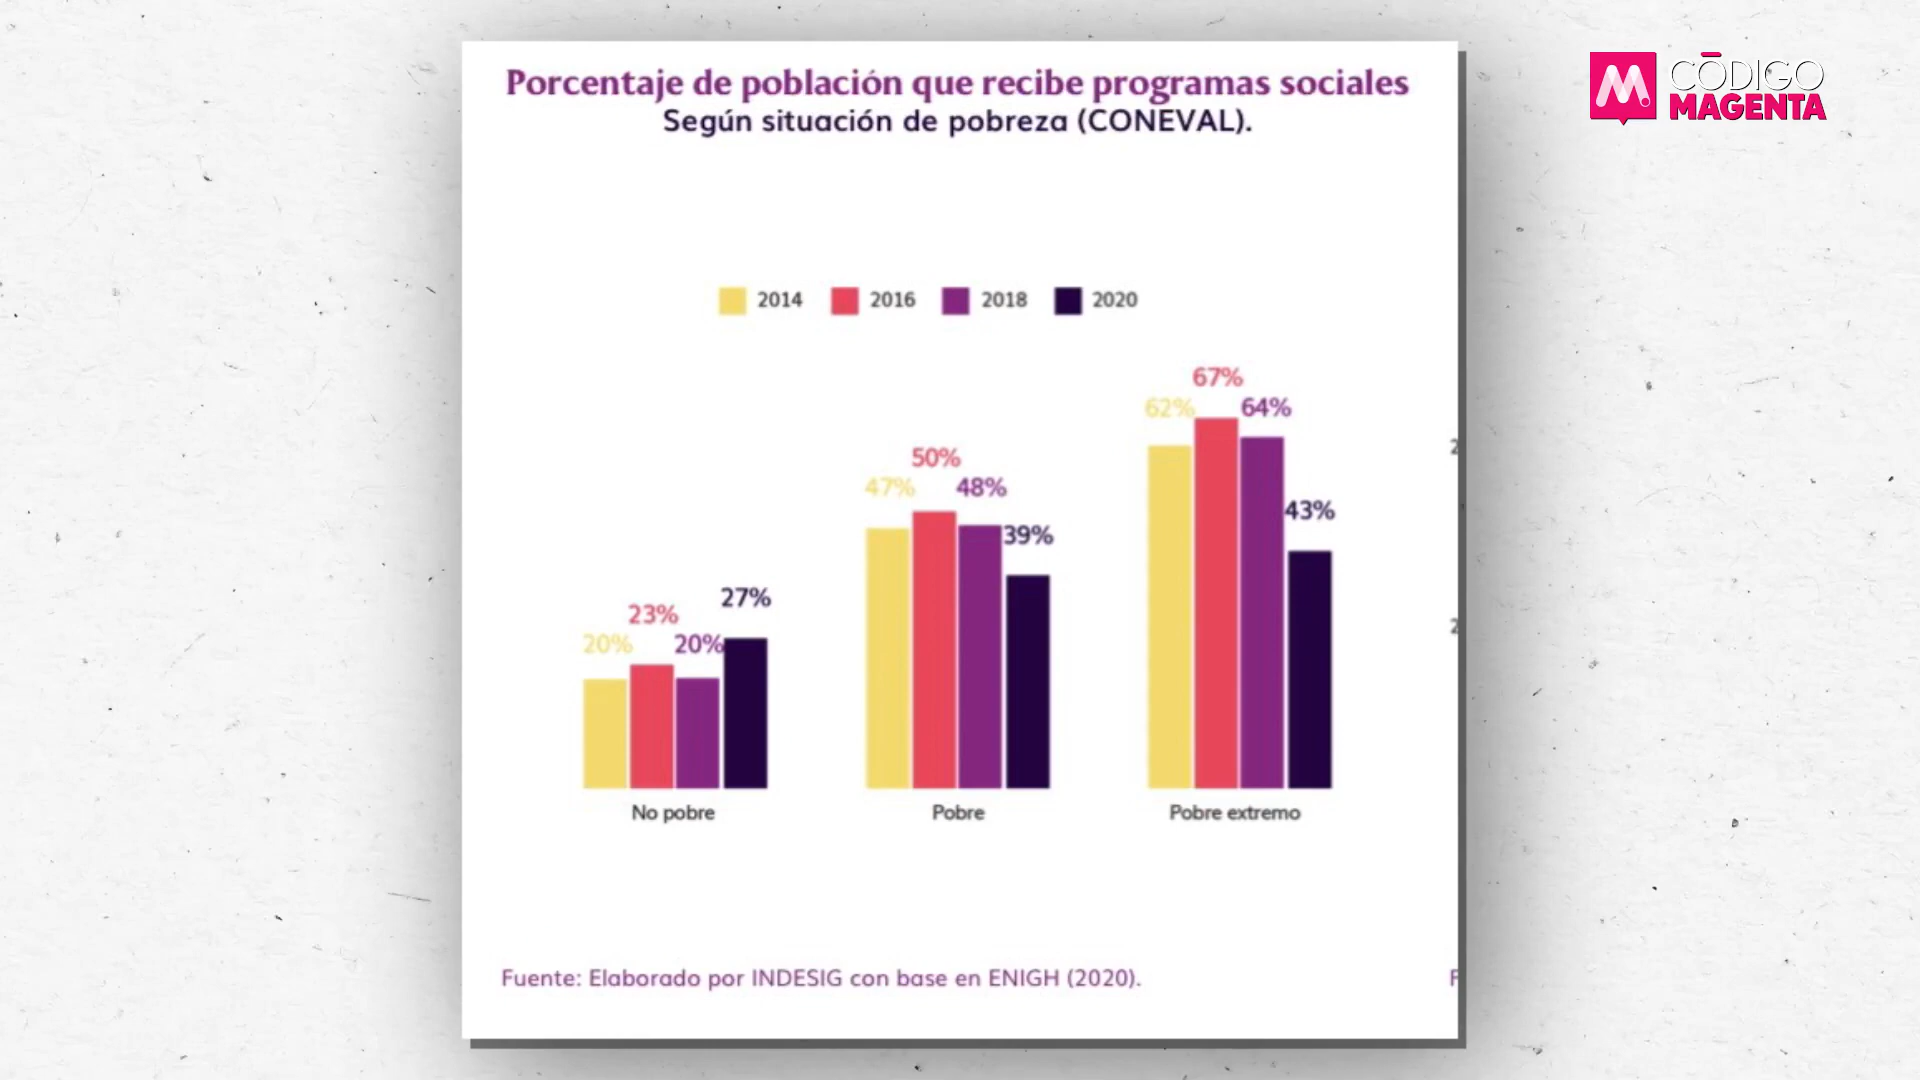 Porcentaje de población que recibe programas sociales
Según situación de pobreza (CONEVAL).
CÓDIGO
MAGENTA
2014 2016 2018 2020
20% 23% 20% 27%
47% 50% 48% 39%
62% 67% 64% 43%
No pobre Pobre Pobre extremo
Fuente: Elaborado por INDESIG con base en ENIGH (2020).